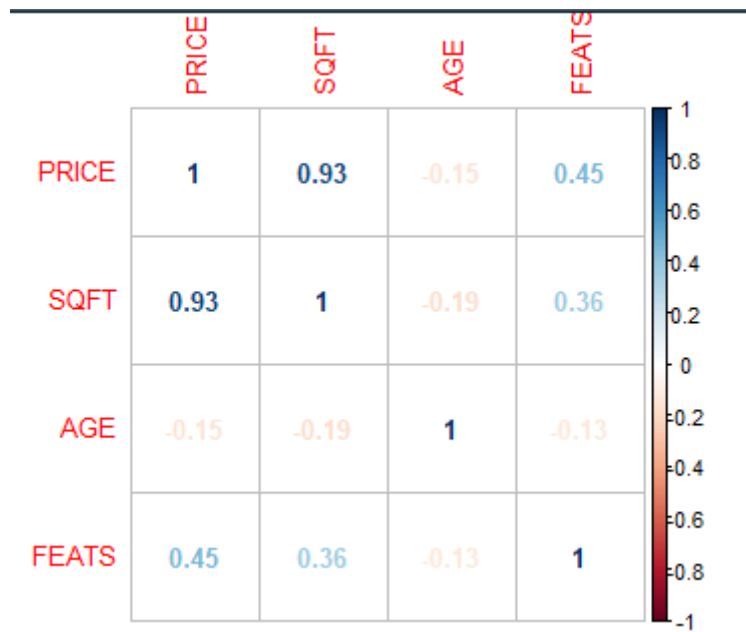 PRICE SQFT AGE FEATS
PRICE 1 0.93 -0.15 0.45
SQFT 0.93 1 -0.19 0.36
AGE -0.15 -0.19 1 -0.13
FEATS 0.45 0.36 -0.13 1
1
0.8
0.6
0.4
0.2
0
-0.2
-0.4
-0.6
-0.8
-1